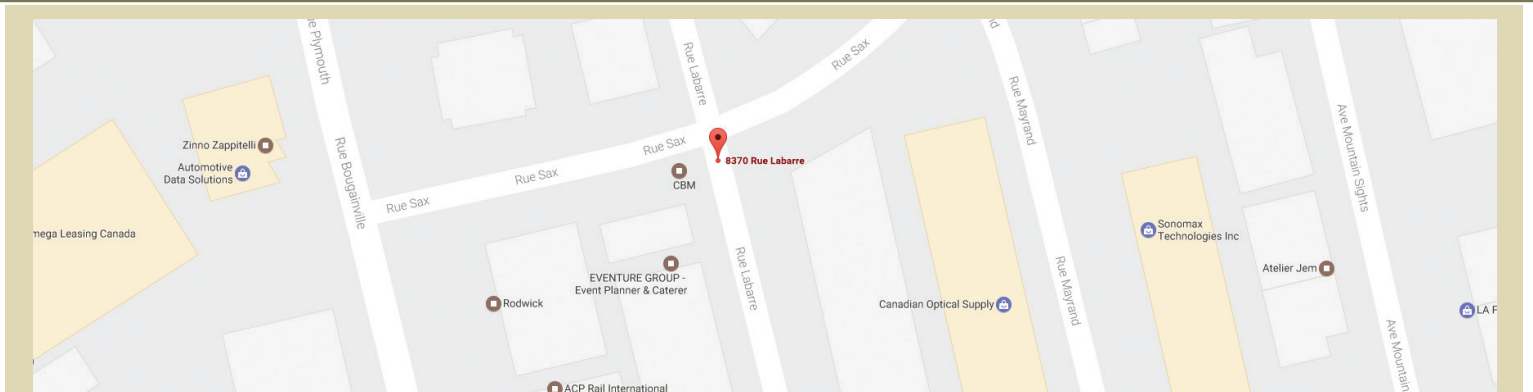 e Plymouth
Rue Labarre
Rue Sax
Rue Mayrand
Ave Mountain Sights
Zinno Zappitelli
Automotive
Data Solutions
Rue Bougainville
Rue Sax
Rue Sax
Rue Sax
8370 Rue Labarre
CBM
mega Leasing Canada
Sonomax
Technologies Inc
EVENTURE GROUP -
Event Planner & Caterer
Rue Labarre
Rue Mayrand
Atelier Jem
Rodwick
Canadian Optical Supply
LA F
Ave Mountain
ACP Rail International